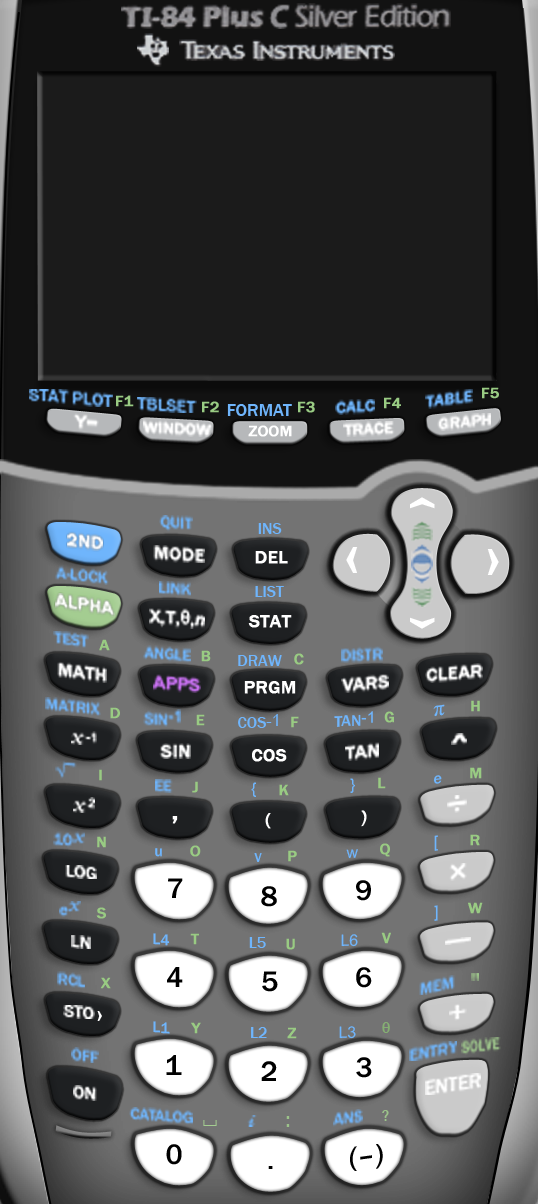 TI-84 Plus C Silver Edition
TEXAS INSTRUMENTS
STAT PLOT F1 TBLSET F2 FORMAT F3 CALC F4 TABLE F5
Y= WINDOW ZOOM TRACE GRAPH
QUIT INS
2ND MODE DEL
A-LOCK LINK LIST
ALPHA X,T,θ,n STAT
TEST A ANGLE B DRAW C DISTR
MATH APPS PRGM VARS CLEAR
MATRIX D SIN-1 E COS-1 F TAN-1 G π H
x-1 SIN COS TAN ^
√ I EE J { K } L e M
x2 , ( ) ÷
10x N u O v P w Q [ R
LOG 7 8 9 ×
ex S L4 T L5 U L6 V ] W
LN 4 5 6 −
RCL X L1 Y L2 Z L3 θ MEM "
STO› 1 2 3 +
OFF CATALOG ⎵ i : ANS ? ENTRY SOLVE
ON 0 . (-) ENTER